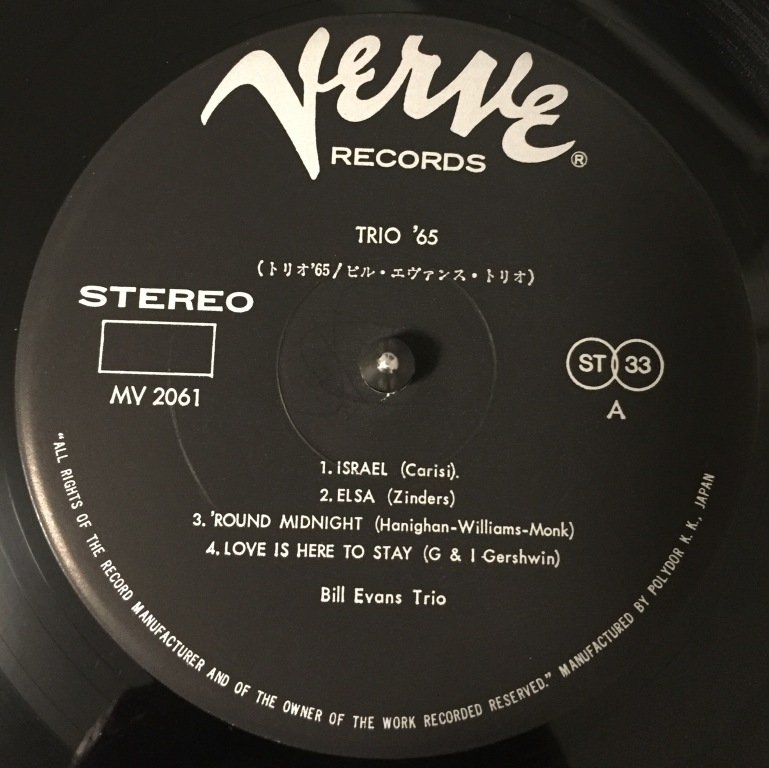 Verve
RECORDS ®
TRIO '65
(トリオ'65/ビル・エヴァンス・トリオ)
STEREO
MV 2061
ST 33
A
1. ISRAEL (Carisi).
2. ELSA (Zinders)
3. 'ROUND MIDNIGHT (Hanighan-Williams-Monk)
4. LOVE IS HERE TO STAY (G & I Gershwin)
Bill Evans Trio
"ALL RIGHTS OF THE RECORD MANUFACTURER AND OF THE OWNER OF THE WORK RECORDED RESERVED." MANUFACTURED BY POLYDOR K. K., JAPAN